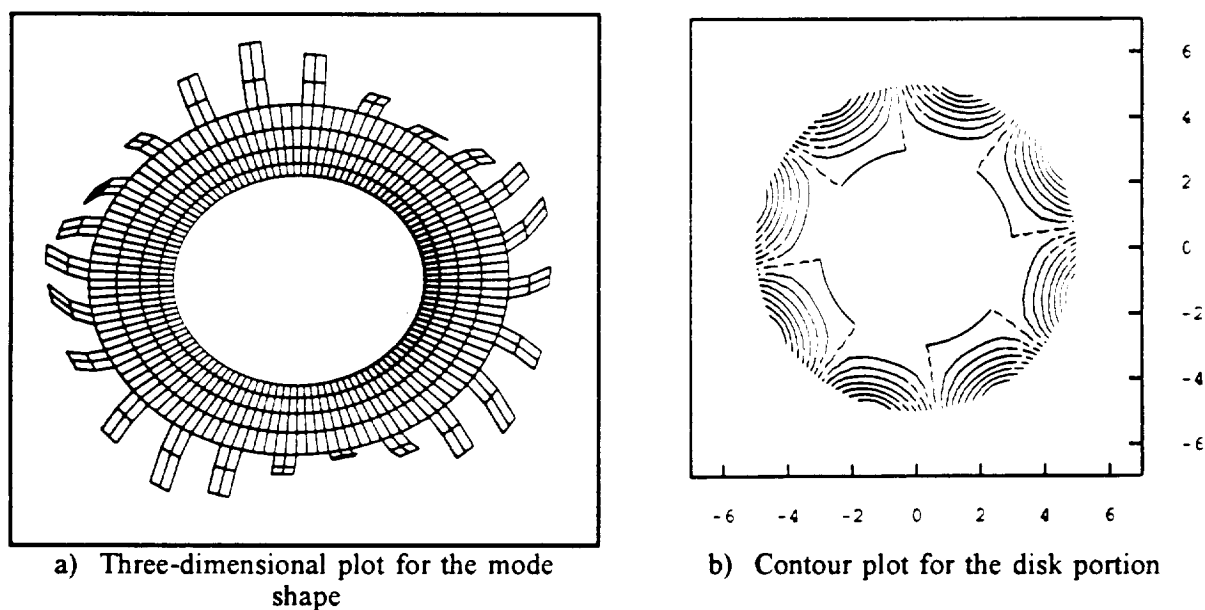 6
4
2
0
-2
-4
-6
-6 -4 -2 0 2 4 6
a) Three-dimensional plot for the mode
shape
b) Contour plot for the disk portion